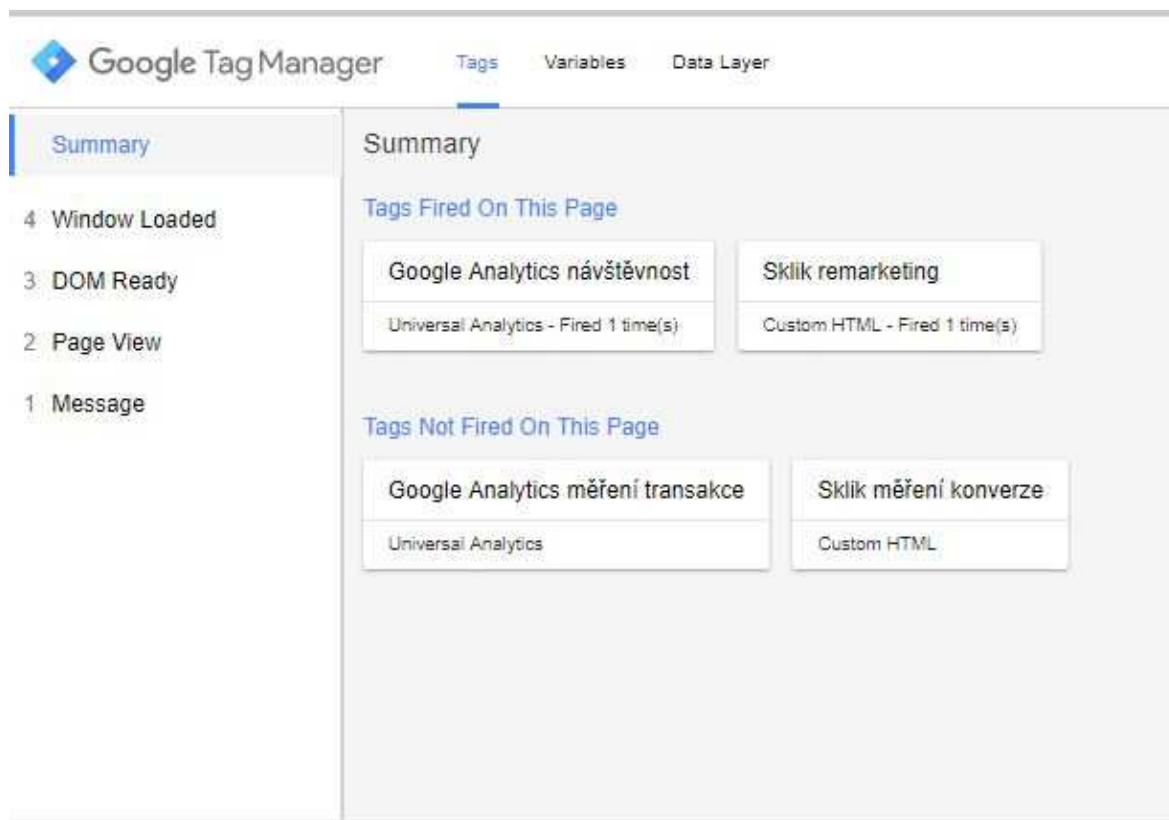 Google Tag Manager Tags Variables Data Layer
Summary
4 Window Loaded
3 DOM Ready
2 Page View
1 Message
Summary
Tags Fired On This Page
Google Analytics návštěvnost
Universal Analytics - Fired 1 time(s)
Sklik remarketing
Custom HTML - Fired 1 time(s)
Tags Not Fired On This Page
Google Analytics měření transakce
Universal Analytics
Sklik měření konverze
Custom HTML